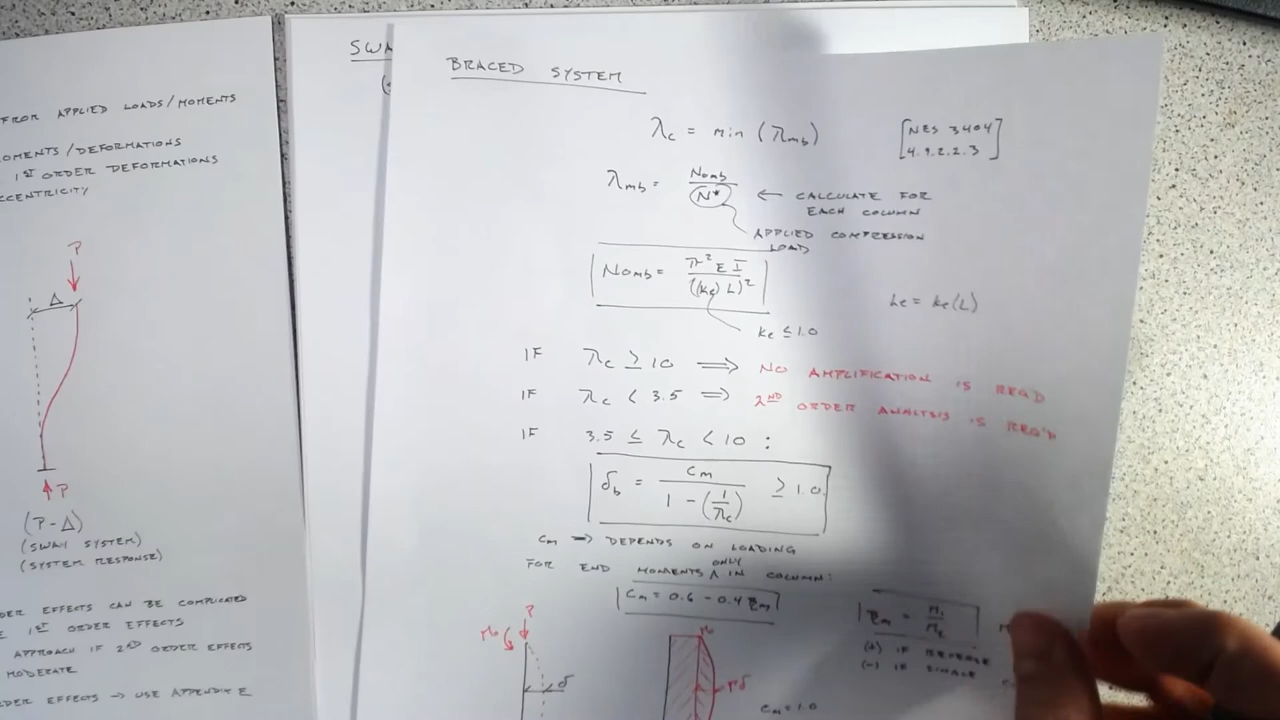 FROM APPLIED LOADS/MOMENTS
OMENTS/DEFORMATIONS
1ST ORDER DEFORMATIONS
CCENTRICITY
P
Δ
P
(P-Δ)
(SWAY SYSTEM)
(SYSTEM RESPONSE)
DER EFFECTS CAN BE COMPLICATED
1ST ORDER EFFECTS
APPROACH IF 2ND ORDER EFFECTS
MODERATE
RDER EFFECTS → USE APPENDIX E
SWA
BRACED SYSTEM
λc = min (λmb)
[NZS 3404
4.9.2.2.3]
λmb = Nomb / N* ← CALCULATE FOR
EACH COLUMN
APPLIED COMPRESSION
LOAD
Nomb = π² E I / ((ke) L)²
Le = ke(L)
ke ≤ 1.0
IF λc ≥ 10 ⟹ NO AMPLIFICATION IS REQD
IF λc < 3.5 ⟹ 2ND ORDER ANALYSIS IS REQ'D
IF 3.5 ≤ λc < 10 :
δb = cm / (1 - (1/λc)) ≥ 1.0
cm → DEPENDS ON LOADING
FOR END MOMENTS ONLY IN COLUMN:
cm = 0.6 - 0.4 βm
βm = M1 / M2
(+) IF REVERSE
(-) IF SINGLE
P
Mo
δ
Mo
Pδ
cm = 1.0